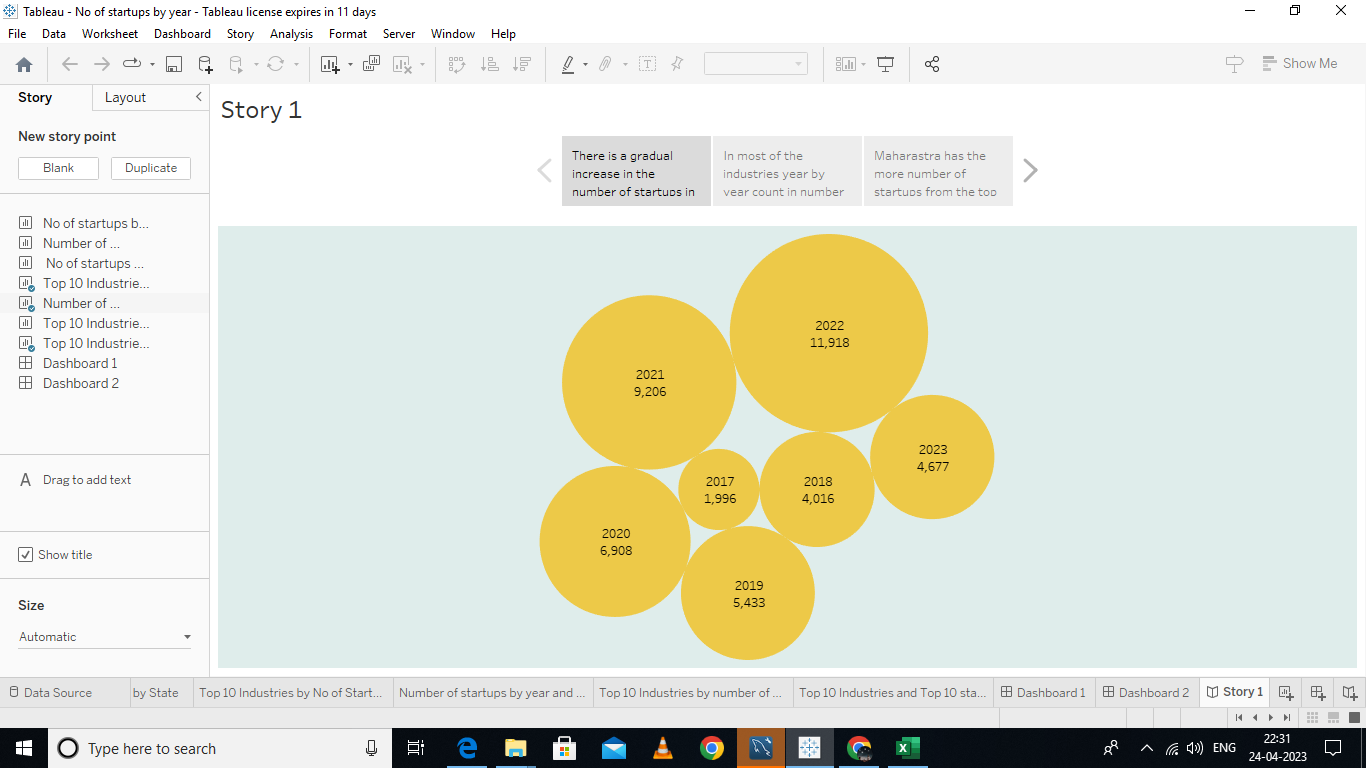 Tableau - No of startups by year - Tableau license expires in 11 days
File Data Worksheet Dashboard Story Analysis Format Server Window Help
Show Me
Story Layout
New story point
Blank Duplicate
No of startups b...
Number of ...
No of startups ...
Top 10 Industrie...
Number of ...
Top 10 Industrie...
Top 10 Industrie...
Dashboard 1
Dashboard 2
A Drag to add text
Show title
Size
Automatic
Story 1
There is a gradual
increase in the
number of startups in
In most of the
industries year by
year count in number
Maharastra has the
more number of
startups from the top
2022
11,918
2021
9,206
2023
4,677
2017
1,996
2018
4,016
2020
6,908
2019
5,433
Data Source by State Top 10 Industries by No of Start... Number of startups by year and ... Top 10 Industries by number of ... Top 10 Industries and Top 10 sta... Dashboard 1 Dashboard 2 Story 1
Type here to search
ENG
22:31
24-04-2023